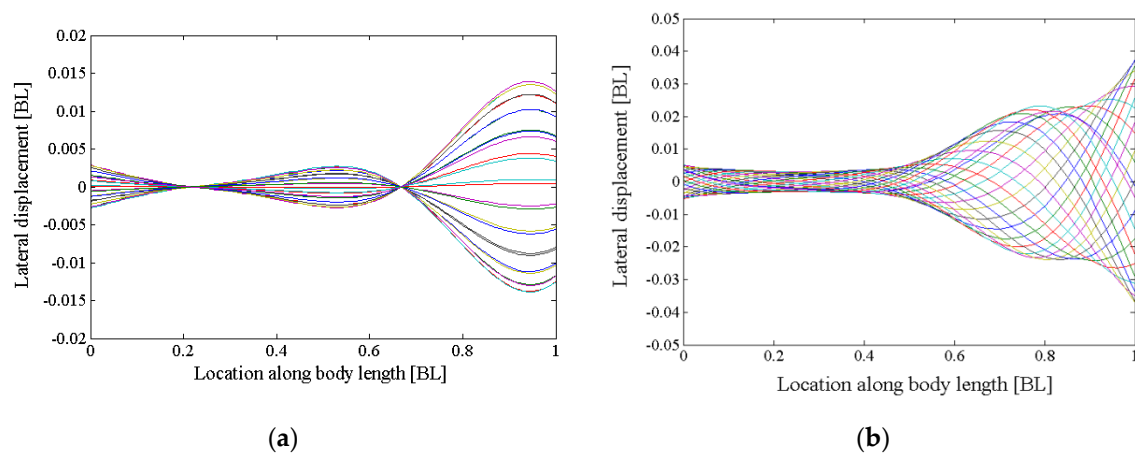 0.02
0.015
0.01
0.005
0
-0.005
-0.01
-0.015
-0.02
Lateral displacement [BL]
0 0.2 0.4 0.6 0.8 1
Location along body length [BL]
(a)
0.05
0.04
0.03
0.02
0.01
0
-0.01
-0.02
-0.03
-0.04
-0.05
Lateral displacement [BL]
0 0.2 0.4 0.6 0.8 1
Location along body length [BL]
(b)